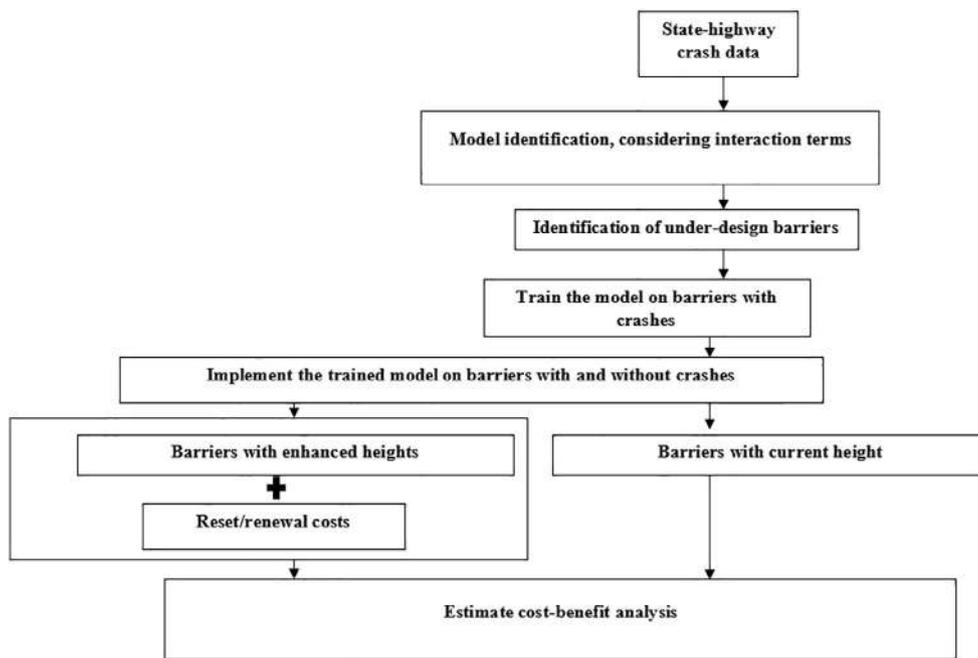 State-highway
crash data
Model identification, considering interaction terms
Identification of under-design barriers
Train the model on barriers with
crashes
Implement the trained model on barriers with and without crashes
Barriers with enhanced heights
Barriers with current height
Reset/renewal costs
Estimate cost-benefit analysis